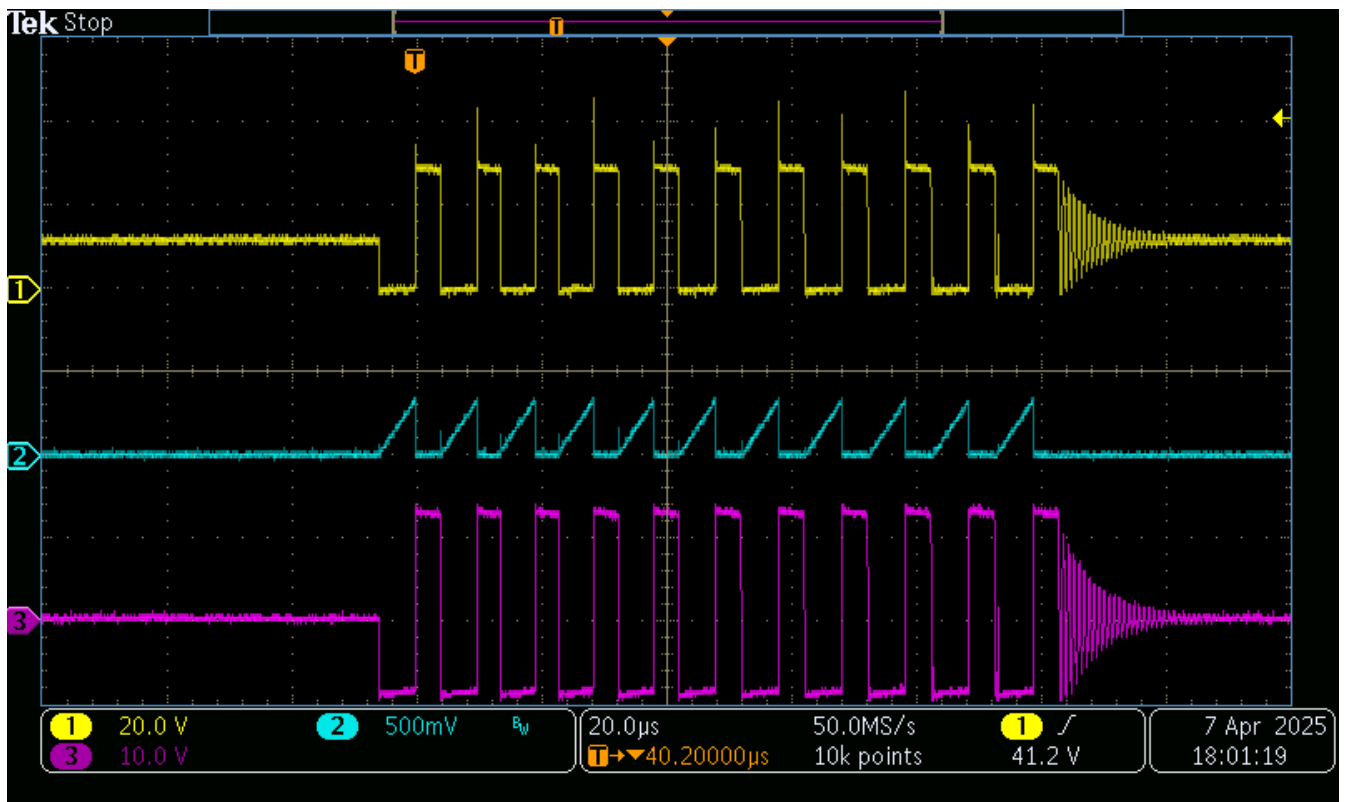 Tek Stop
T
T
1
2
3
1 20.0 V 2 500mV BW 20.0µs 50.0MS/s 1 7 Apr 2025
3 10.0 V T→▼40.20000µs 10k points 41.2 V 18:01:19